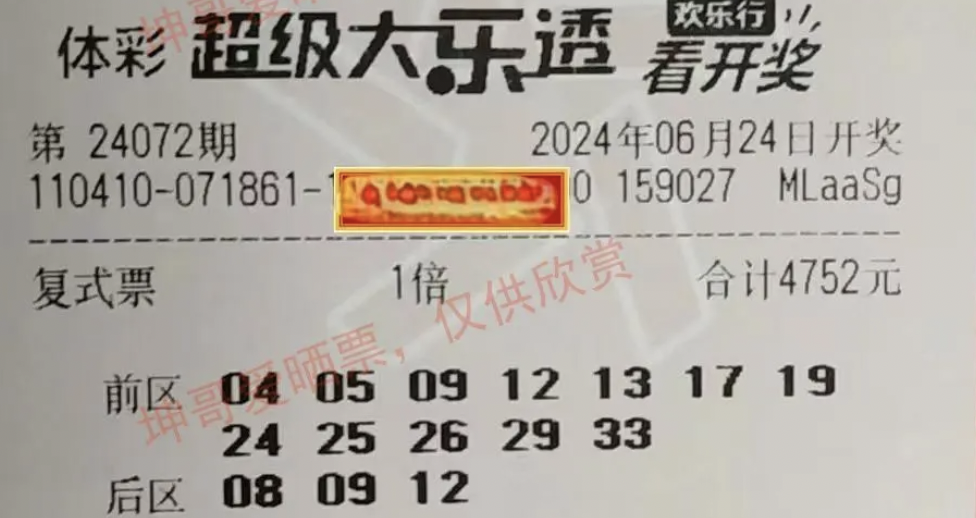 体彩 超级大乐透 欢乐行 看开奖
第 24072期 2024年06月24日开奖
110410-071861-1 0 159027 MLaaSg
复式票 1倍 合计4752元
坤哥爱晒票，仅供欣赏
前区 04 05 09 12 13 17 19
24 25 26 29 33
后区 08 09 12